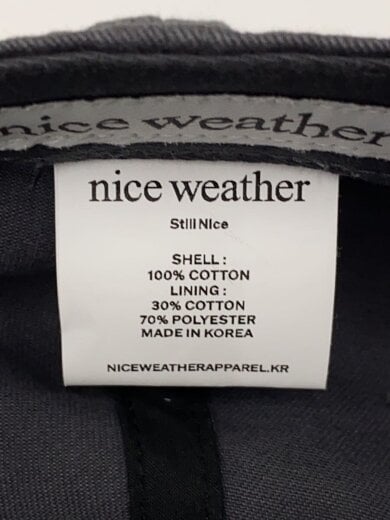 nice weather
nice weather
Still Nice
SHELL :
100% COTTON
LINING :
30% COTTON
70% POLYESTER
MADE IN KOREA
NICEWEATHERAPPAREL.KR